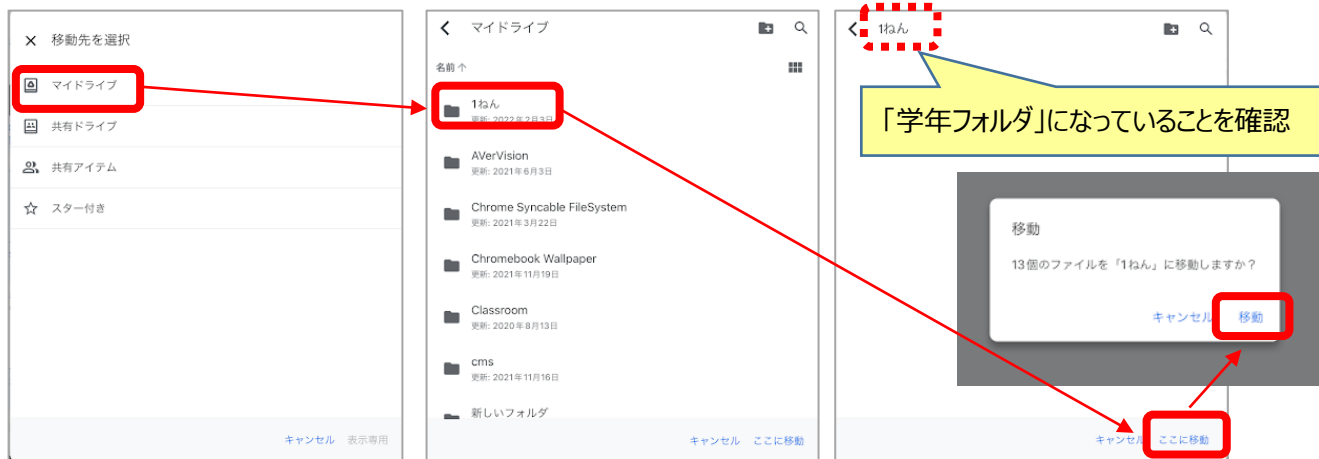 移動先を選択
マイドライブ
共有ドライブ
共有アイテム
スター付き
キャンセル 表示専用
マイドライブ
名前 ↑
1ねん
更新: 2022年2月3日
AVerVision
更新: 2021年6月3日
Chrome Syncable FileSystem
更新: 2021年3月22日
Chromebook Wallpaper
更新: 2021年11月19日
Classroom
更新: 2020年8月13日
cms
更新: 2021年11月16日
新しいフォルダ
キャンセル ここに移動
1ねん
「学年フォルダ」になっていることを確認
移動
13個のファイルを「1ねん」に移動しますか？
キャンセル 移動
キャンセル ここに移動